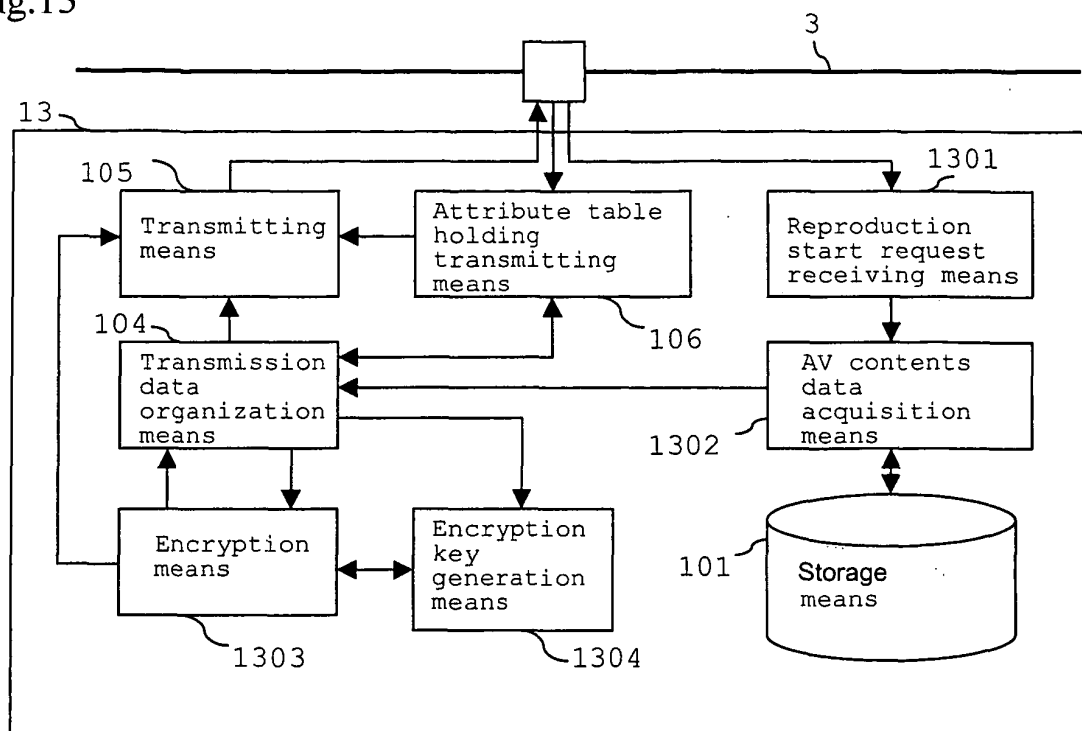 ig.13
3
13
105
Transmitting
means
Attribute table
holding
transmitting
means
1301
Reproduction
start request
receiving means
104
Transmission
data
organization
means
106
AV contents
data
acquisition
means
1302
Encryption
means
1303
Encryption
key
generation
means
1304
101
Storage
means